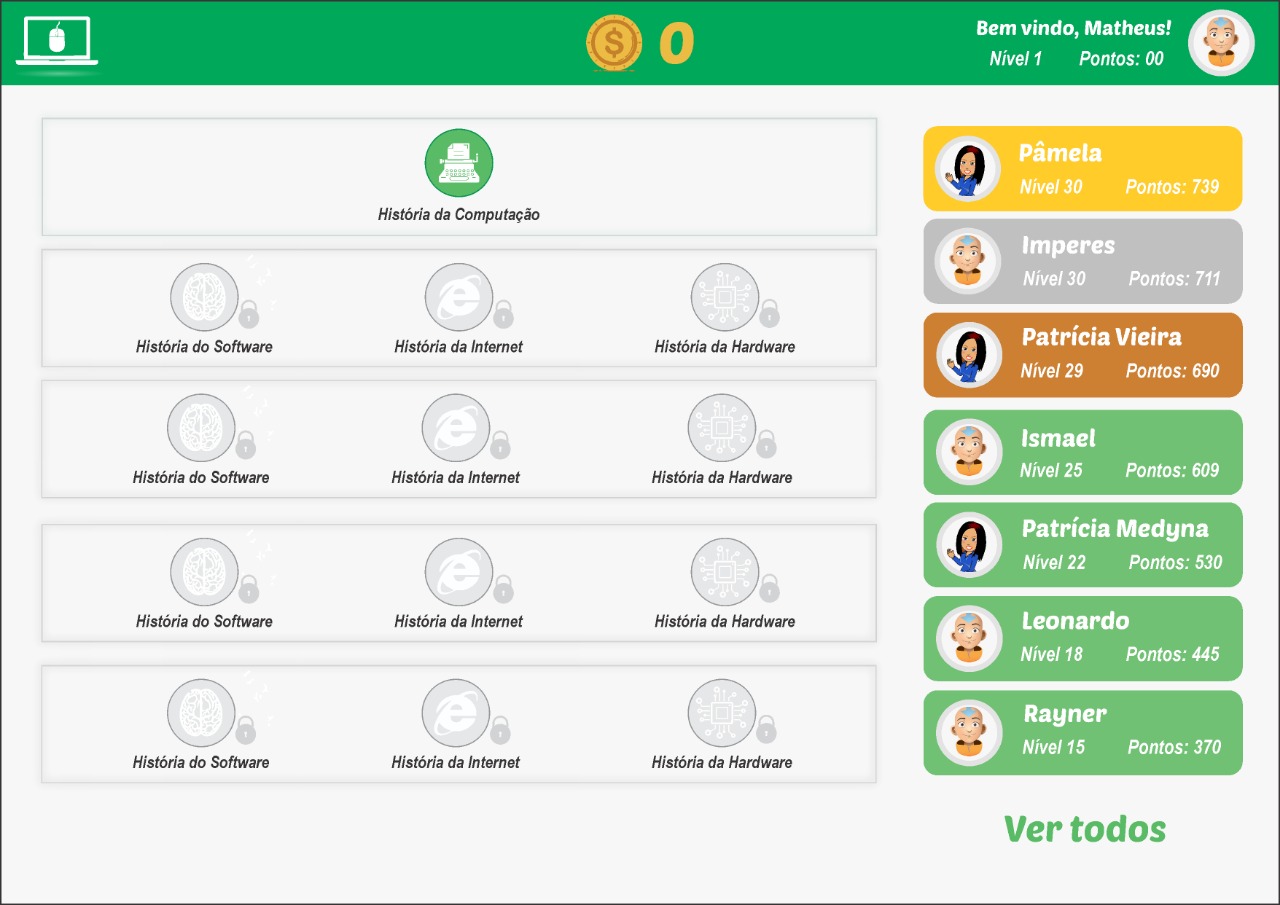 0
Bem vindo, Matheus!
Nível 1 Pontos: 00
História da Computação
História do Software História da Internet História da Hardware
História do Software História da Internet História da Hardware
História do Software História da Internet História da Hardware
História do Software História da Internet História da Hardware
Pâmela
Nível 30 Pontos: 739
Imperes
Nível 30 Pontos: 711
Patrícia Vieira
Nível 29 Pontos: 690
Ismael
Nível 25 Pontos: 609
Patrícia Medyna
Nível 22 Pontos: 530
Leonardo
Nível 18 Pontos: 445
Rayner
Nível 15 Pontos: 370
Ver todos